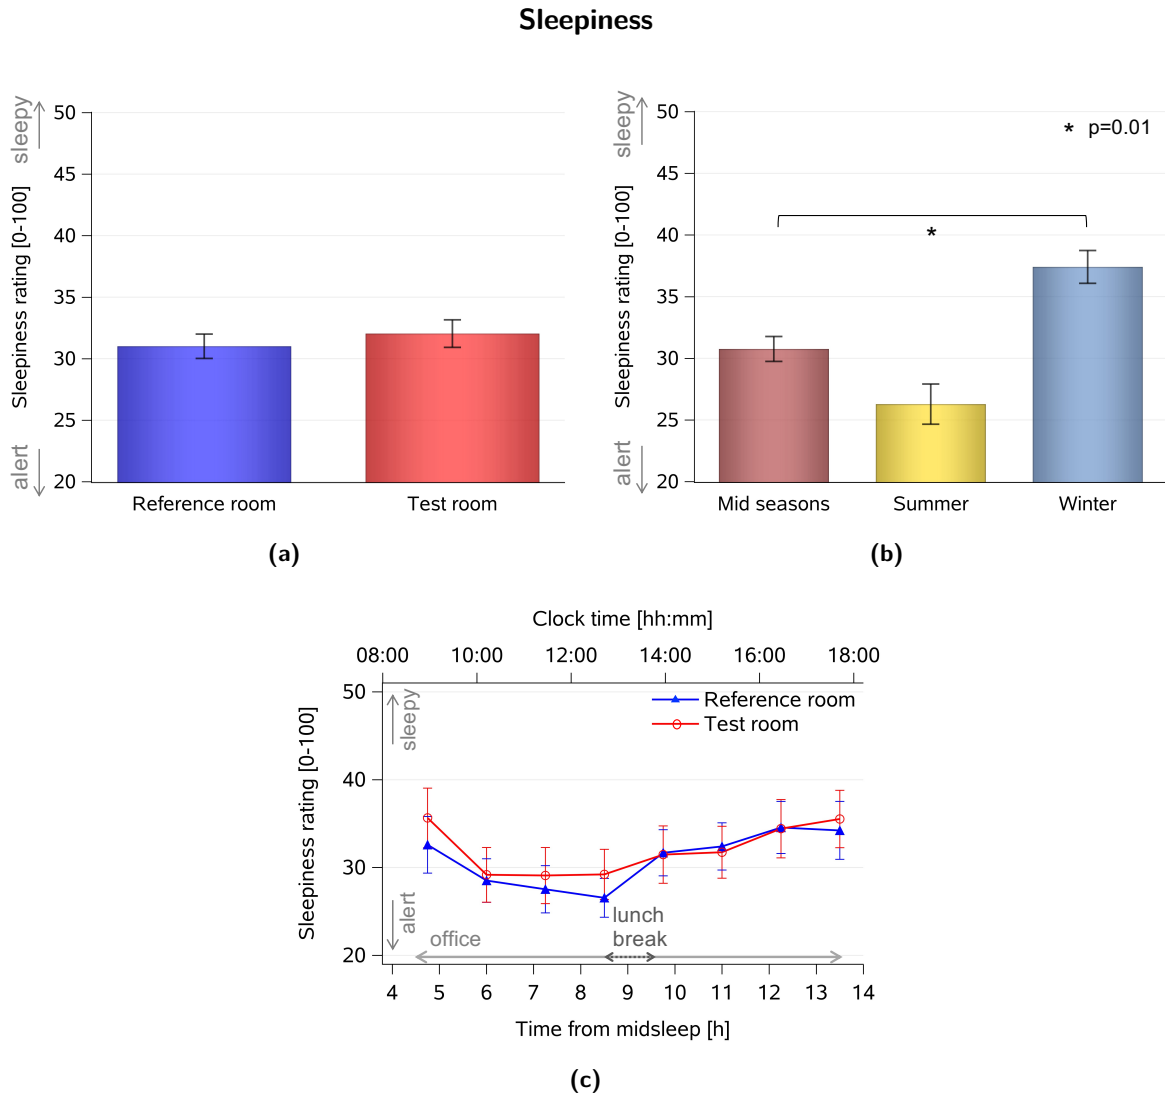 Sleepiness
sleepy
Sleepiness rating [0-100]
alert
50
45
40
35
30
25
20
Reference room Test room
(a)
sleepy
Sleepiness rating [0-100]
alert
50
45
40
35
30
25
20
* p=0.01
*
Mid seasons Summer Winter
(b)
Clock time [hh:mm]
08:00 10:00 12:00 14:00 16:00 18:00
Sleepiness rating [0-100]
50
40
30
20
sleepy
alert
Reference room
Test room
office
lunch
break
4 5 6 7 8 9 10 11 12 13 14
Time from midsleep [h]
(c)